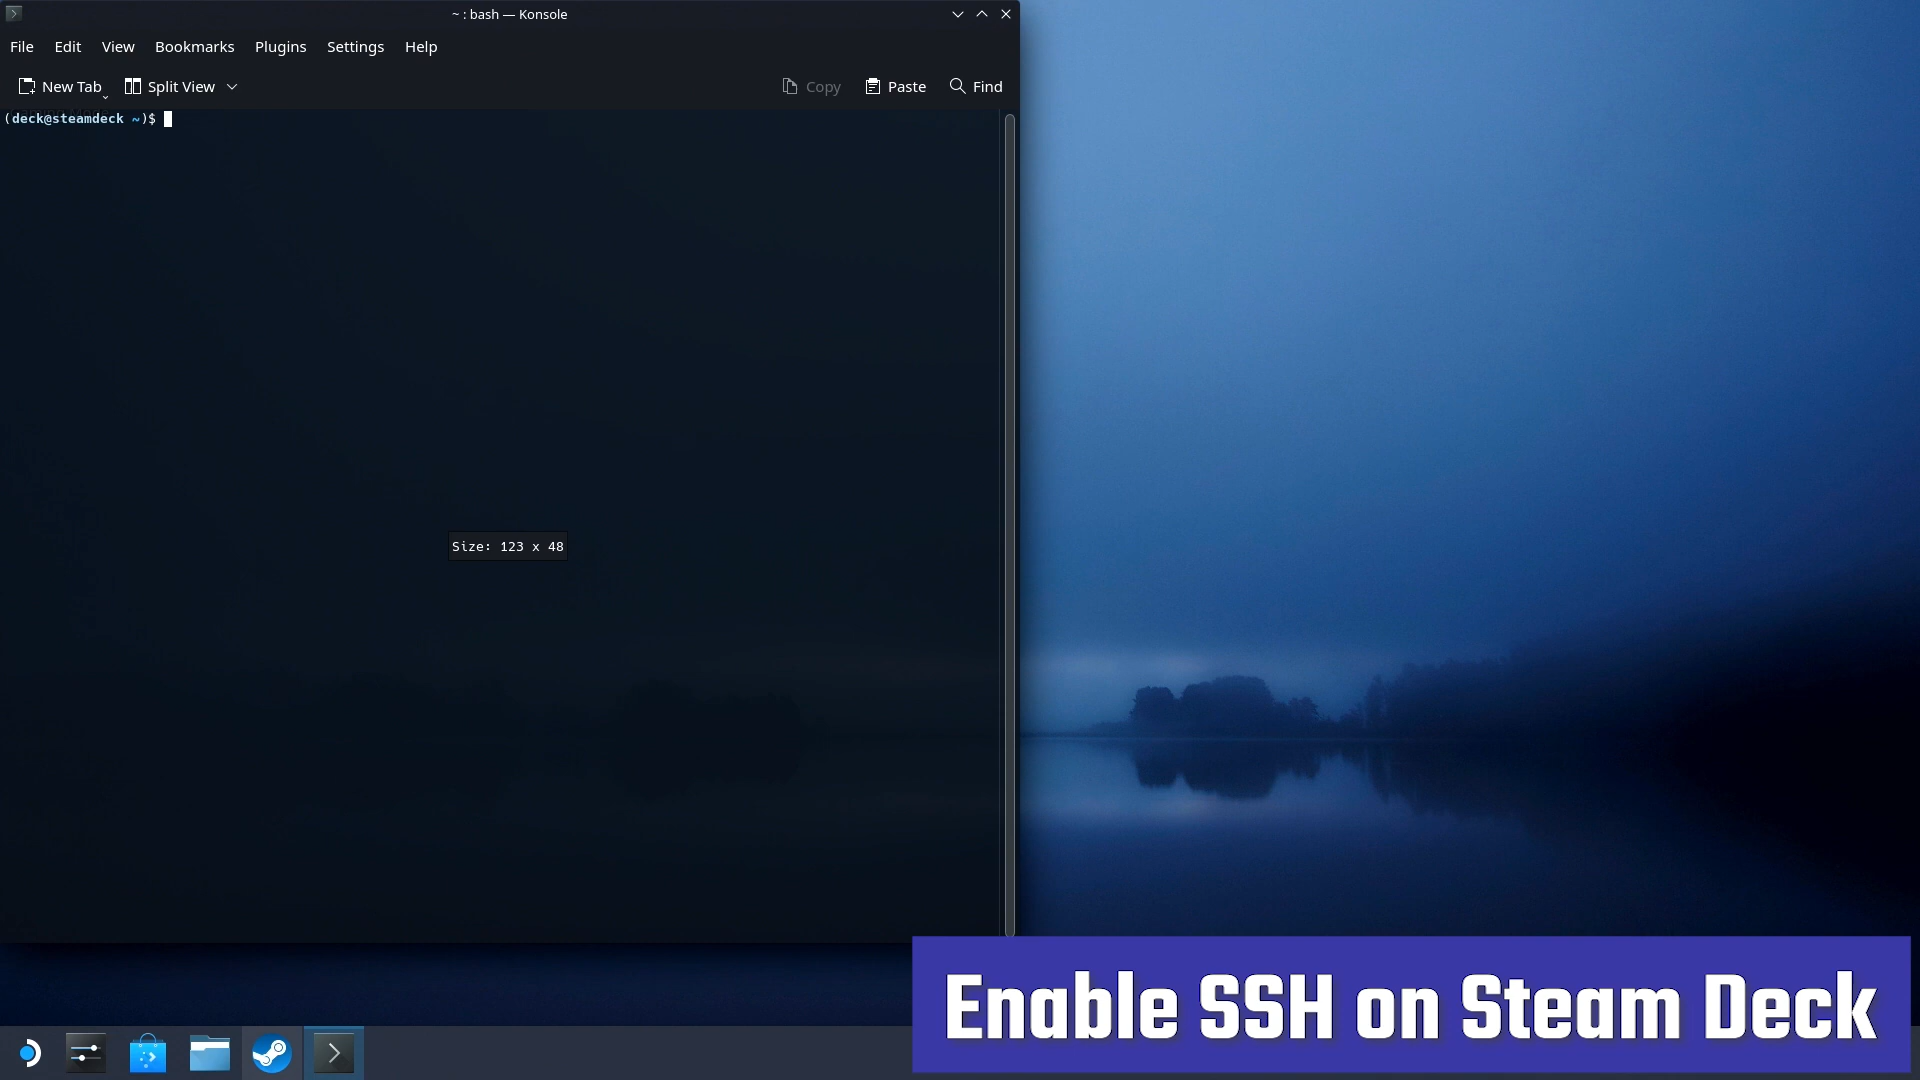 ~ : bash — Konsole
File Edit View Bookmarks Plugins Settings Help
New Tab Split View Copy Paste Find
(deck@steamdeck ~)$
Size: 123 x 48
Enable SSH on Steam Deck